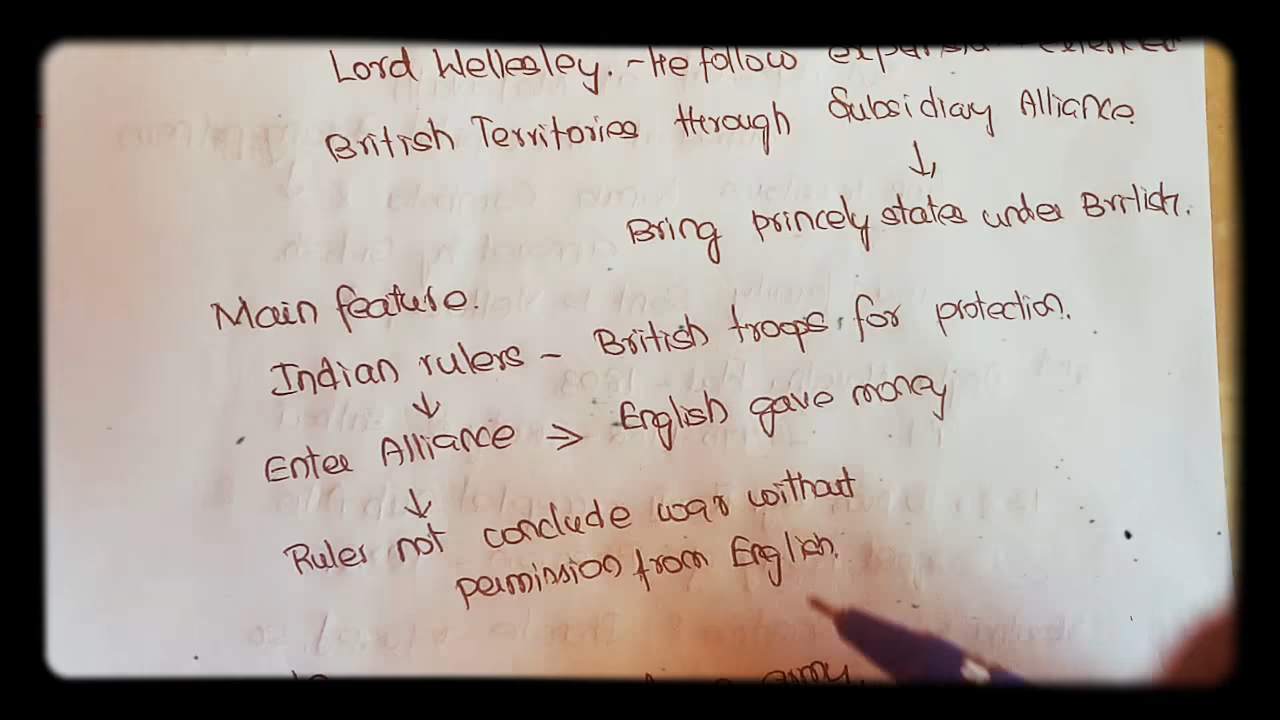 Lord Wellesley. - He follow
British Territories through Subsidiary Alliance
↓
Bring princely states under British.
Main feature.
Indian rulers - British troops, for protection.
↓
Enter Alliance → English gave money
↓
Rules not conclude war without
permission from English.
army.